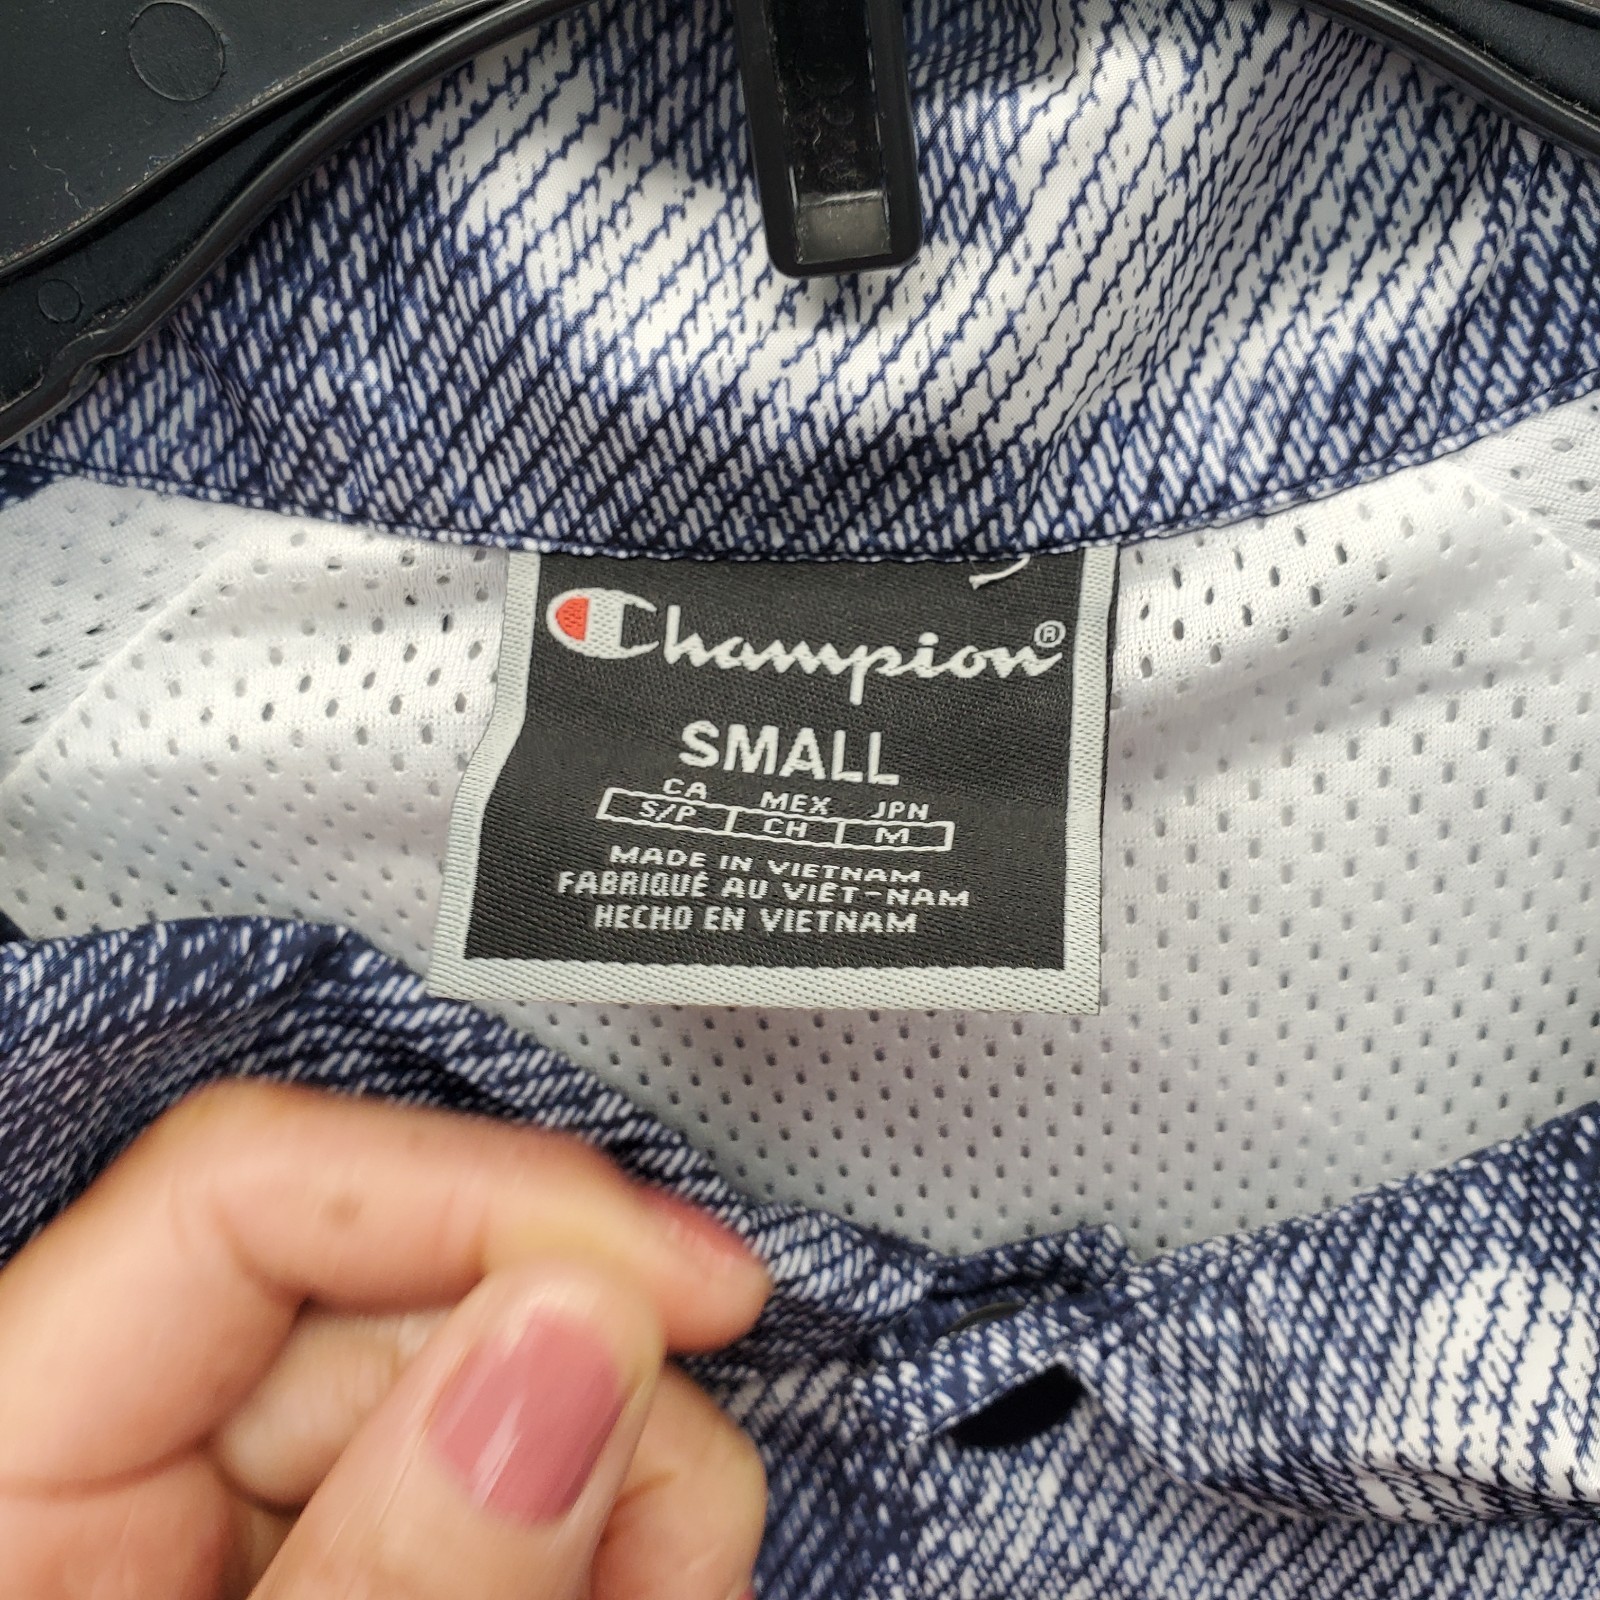 Champion®
SMALL
CA MEX JPN
S/P CH M
MADE IN VIETNAM
FABRIQUÉ AU VIÊT-NAM
HECHO EN VIETNAM